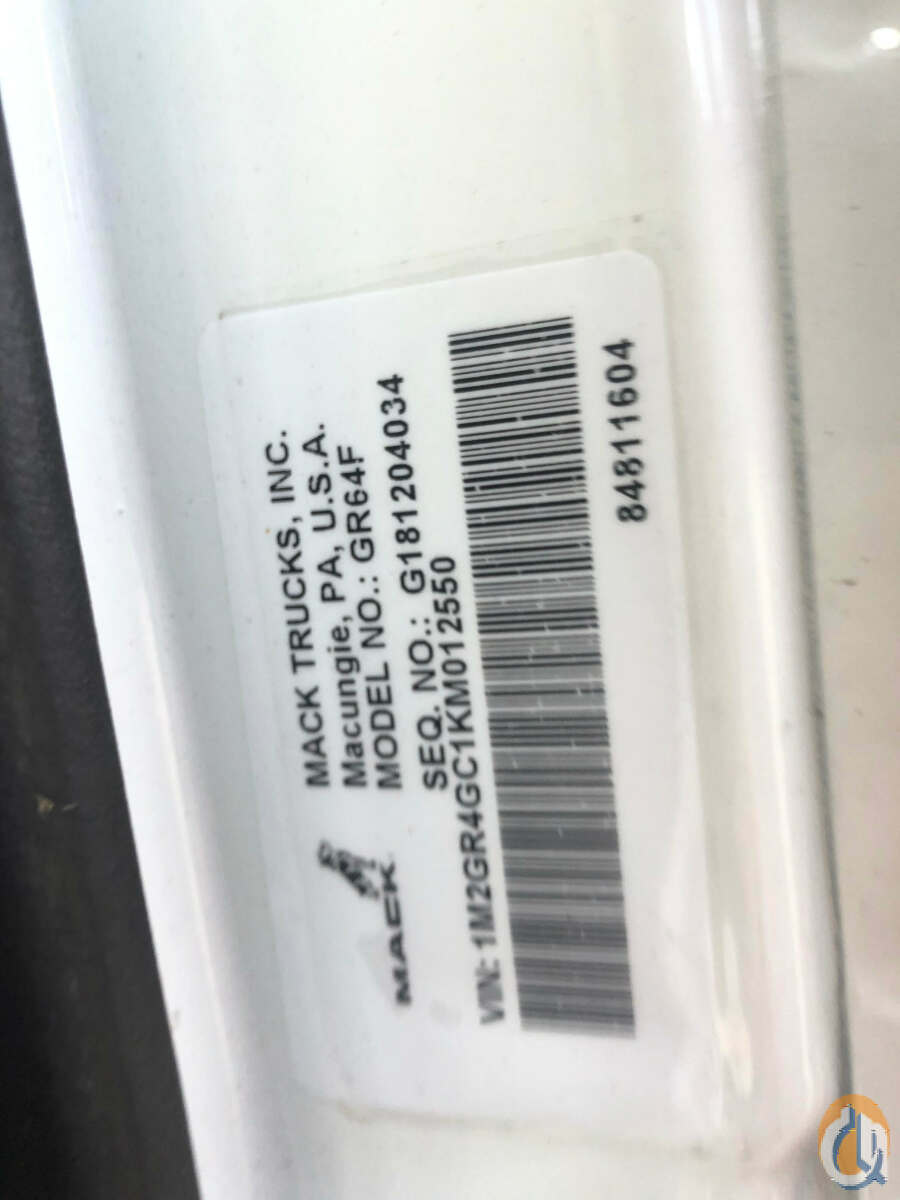 MACK TRUCKS, INC.
Macungie, PA, U.S.A.
MODEL NO.: GR64F
SEQ. NO.: G181204034
MACK
VIN: 1M2GR4GC1KM012550
84811604